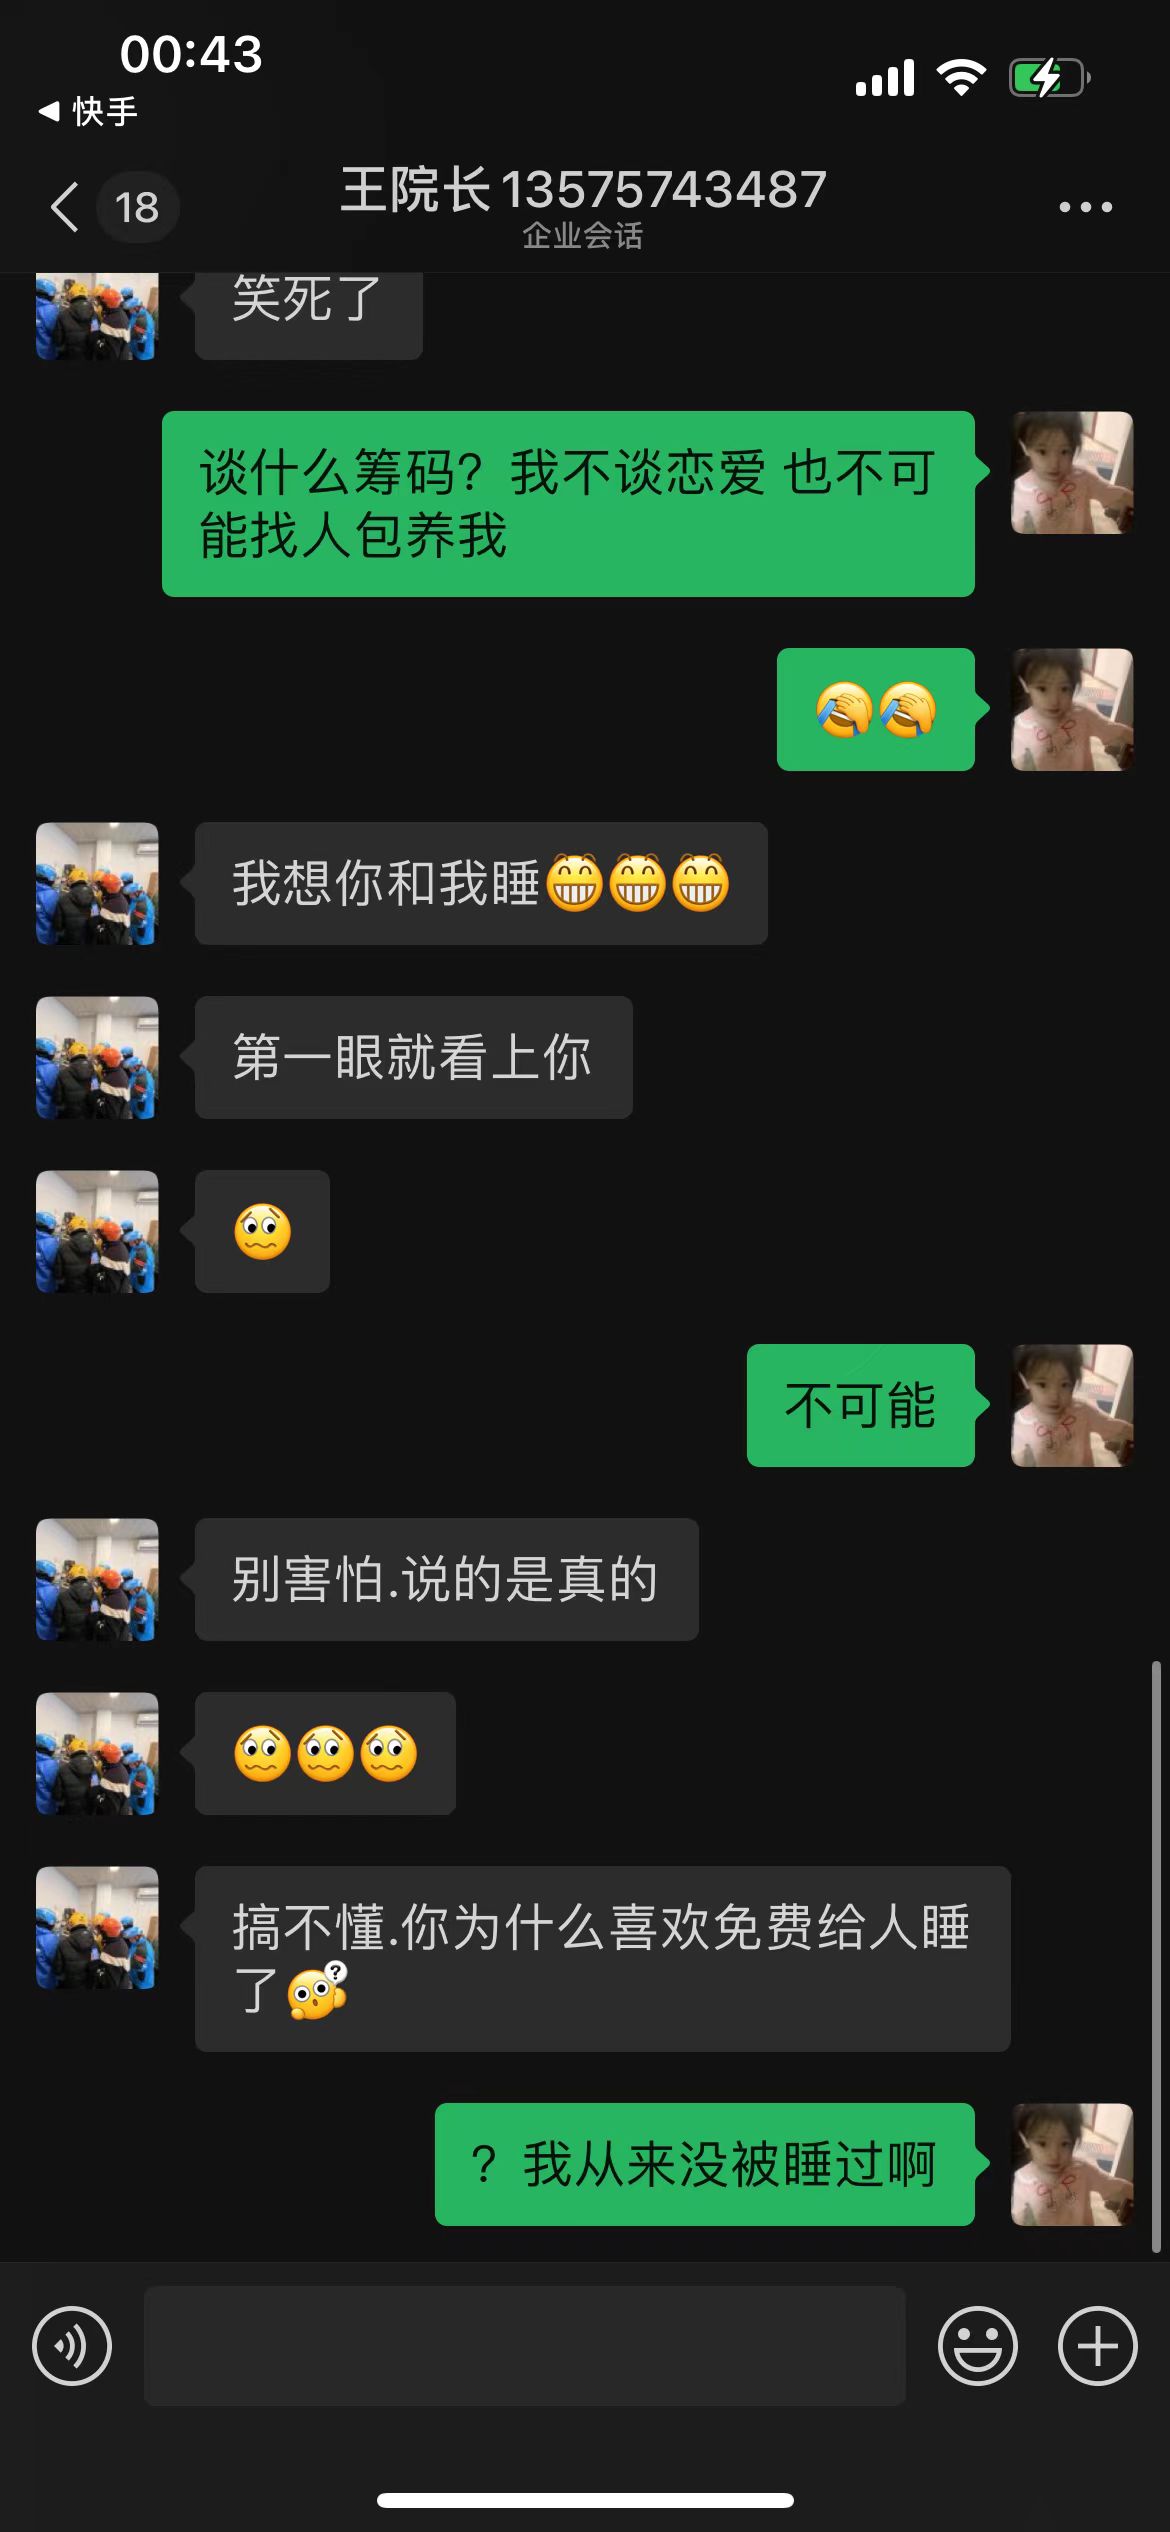 00:43
快手
18
王院长13575743487
企业会话
笑死了
谈什么筹码？我不谈恋爱 也不可
能找人包养我
🤦🤦
我想你和我睡😁😁😁
第一眼就看上你
🥴
不可能
别害怕.说的是真的
🥴🥴🥴
搞不懂.你为什么喜欢免费给人睡
了
？我从来没被睡过啊